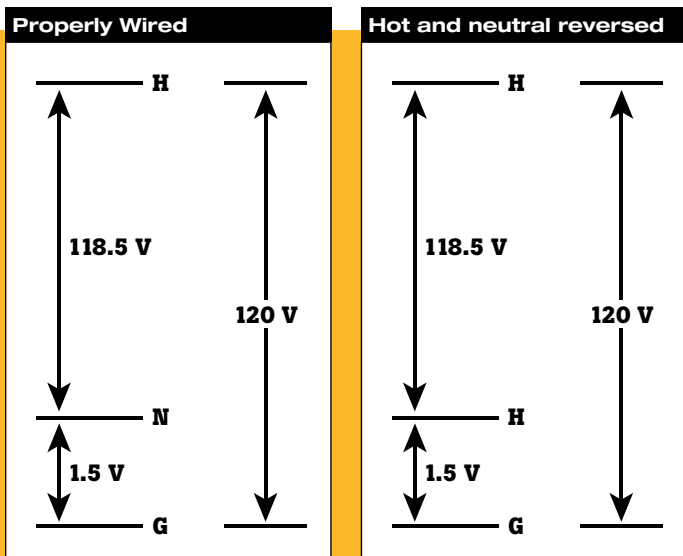 Properly Wired
H
118.5 V
120 V
N
1.5 V
G
Hot and neutral reversed
H
118.5 V
120 V
H
1.5 V
G